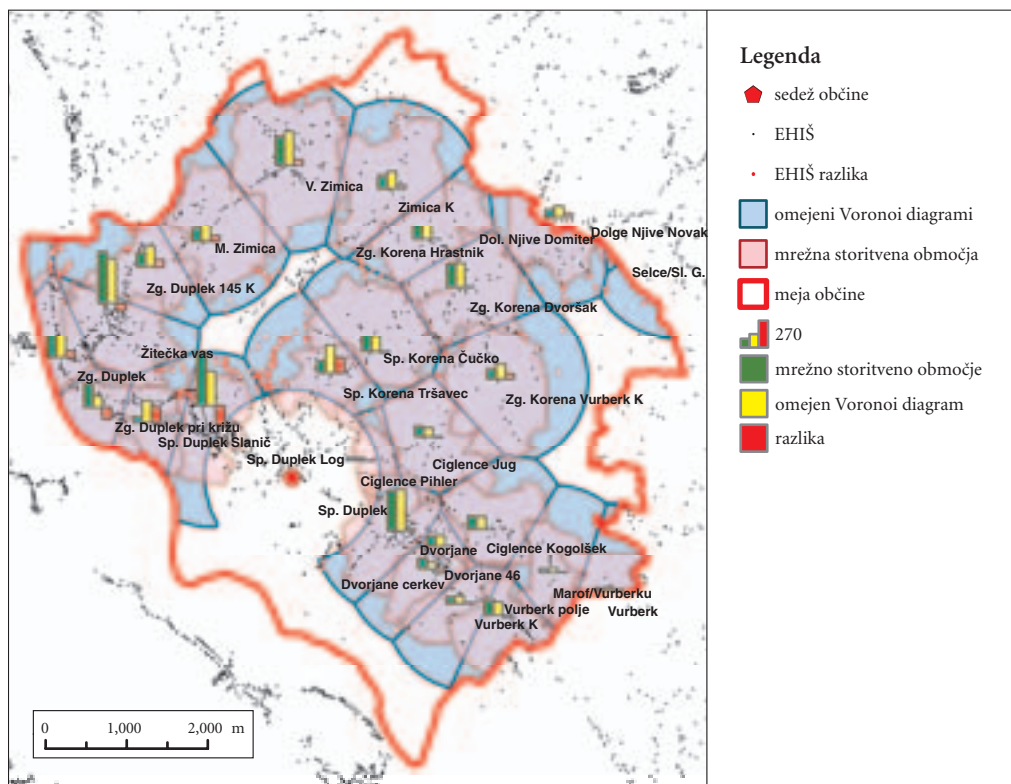 V. Zimica
Zimica K
M. Zimica
Zg. Korena Hrastnik
Dol. Njive Domiter
Dolge Njive Novak
Selce/Sl. G.
Zg. Duplek 145 K
Zg. Korena Dvoršak
Žitečka vas
Sp. Korena Čučko
Zg. Duplek
Sp. Korena Tršavec
Zg. Korena Vurberk K
Zg. Duplek pri križu
Sp. Duplek Slanič
Sp. Duplek Log
Ciglence Jug
Ciglence Pihler
Sp. Duplek
Dvorjane
Ciglence Kogolšek
Dvorjane 46
Dvorjane cerkev
Marof/Vurberku
Vurberk polje
Vurberk
Vurberk K
0 1,000 2,000 m
Legenda
sedež občine
EHIŠ
EHIŠ razlika
omejeni Voronoi diagrami
mrežna storitvena območja
meja občine
270
mrežno storitveno območje
omejen Voronoi diagram
razlika